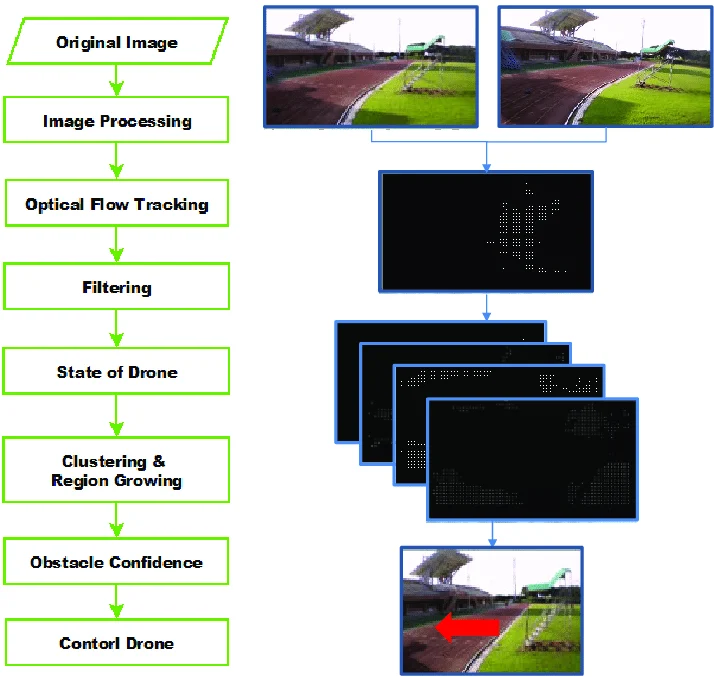 Original Image
Image Processing
Optical Flow Tracking
Filtering
State of Drone
Clustering &
Region Growing
Obstacle Confidence
Contorl Drone